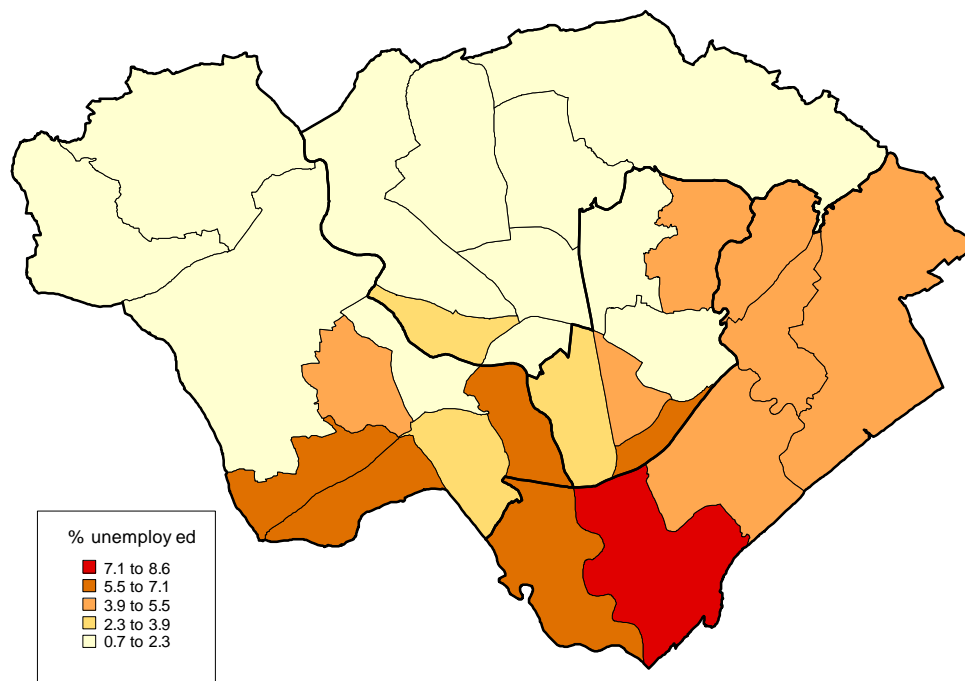 % unemploy ed
7.1 to 8.6
5.5 to 7.1
3.9 to 5.5
2.3 to 3.9
0.7 to 2.3